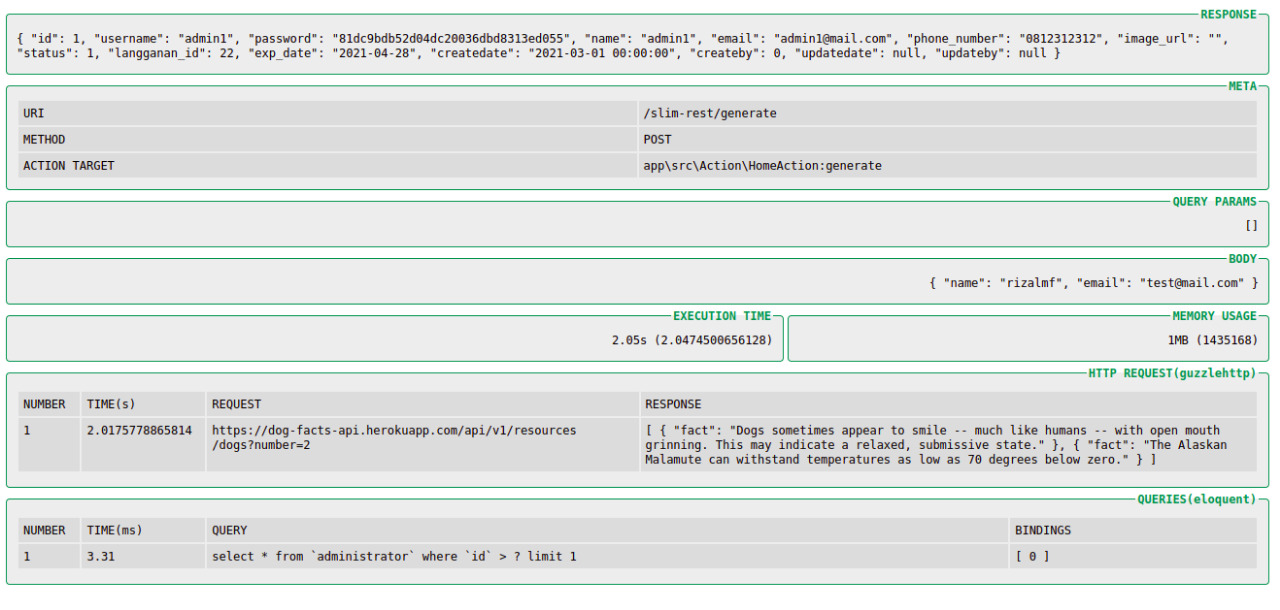 RESPONSE
{ "id": 1, "username": "admin1", "password": "81dc9bdb52d04dc20036dbd8313ed055", "name": "admin1", "email": "admin1@mail.com", "phone_number": "0812312312", "image_url": "",
"status": 1, "langganan_id": 22, "exp_date": "2021-04-28", "createdate": "2021-03-01 00:00:00", "createby": 0, "updatedate": null, "updateby": null }
META
URI /slim-rest/generate
METHOD POST
ACTION TARGET app\src\Action\HomeAction:generate
QUERY PARAMS
[]
BODY
{ "name": "rizalmf", "email": "test@mail.com" }
EXECUTION TIME
2.05s (2.0474500656128)
MEMORY USAGE
1MB (1435168)
HTTP REQUEST(guzzlehttp)
NUMBER TIME(s) REQUEST RESPONSE
1 2.0175778865814 https://dog-facts-api.herokuapp.com/api/v1/resources [ { "fact": "Dogs sometimes appear to smile -- much like humans -- with open mouth
/dogs?number=2 grinning. This may indicate a relaxed, submissive state." }, { "fact": "The Alaskan
Malamute can withstand temperatures as low as 70 degrees below zero." } ]
QUERIES(eloquent)
NUMBER TIME(ms) QUERY BINDINGS
1 3.31 select * from `administrator` where `id` > ? limit 1 [ 0 ]